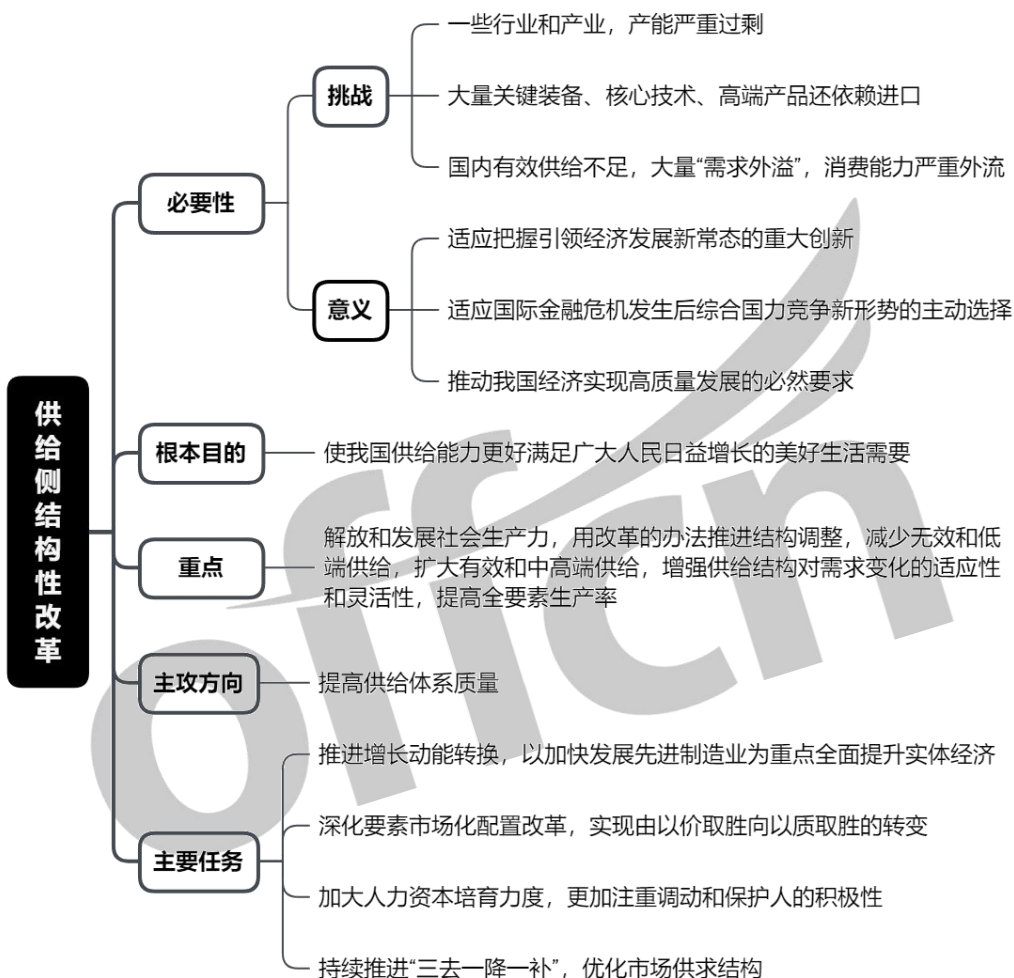 供给侧结构性改革
必要性
挑战
一些行业和产业，产能严重过剩
大量关键装备、核心技术、高端产品还依赖进口
国内有效供给不足，大量“需求外溢”，消费能力严重外流
意义
适应把握引领经济发展新常态的重大创新
适应国际金融危机发生后综合国力竞争新形势的主动选择
推动我国经济实现高质量发展的必然要求
根本目的
使我国供给能力更好满足广大人民日益增长的美好生活需要
重点
解放和发展社会生产力，用改革的办法推进结构调整，减少无效和低
端供给，扩大有效和中高端供给，增强供给结构对需求变化的适应性
和灵活性，提高全要素生产率
主攻方向
提高供给体系质量
主要任务
推进增长动能转换，以加快发展先进制造业为重点全面提升实体经济
深化要素市场化配置改革，实现由以价取胜向以质取胜的转变
加大人力资本培育力度，更加注重调动和保护人的积极性
持续推进“三去一降一补”，优化市场供求结构
offcn